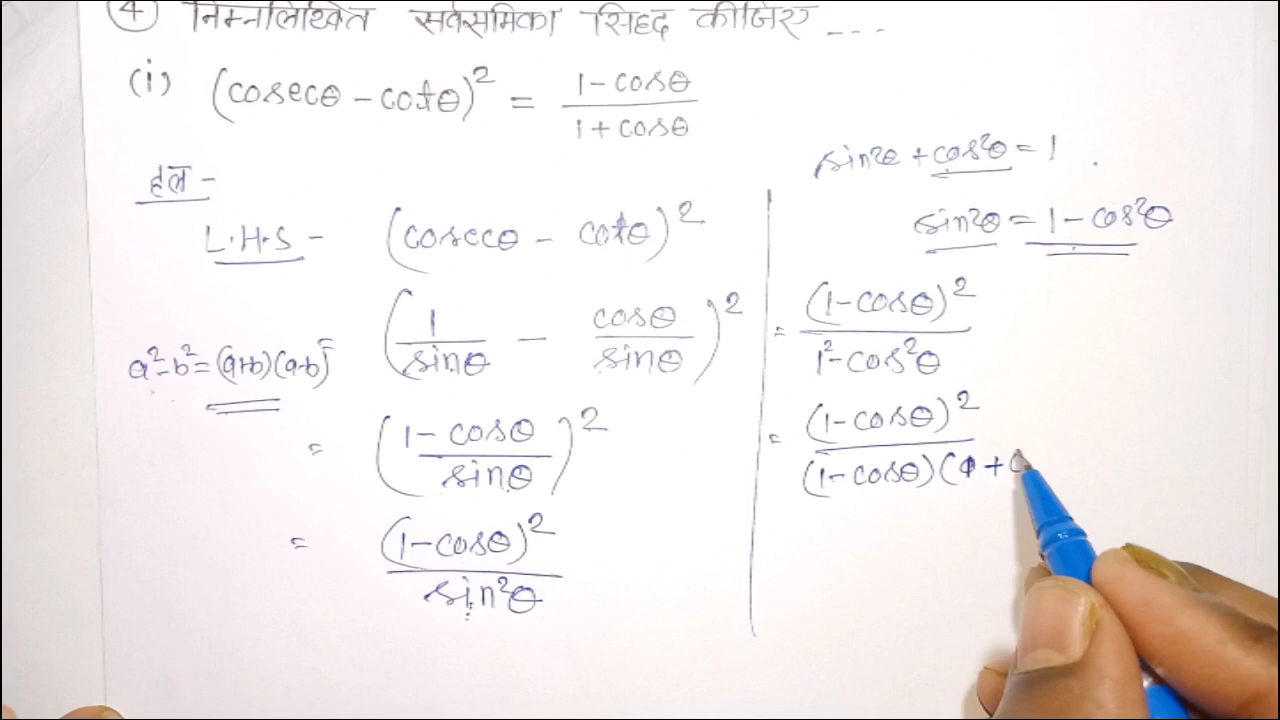 ④ निम्नलिखित सर्वसमिका सिद्ध कीजिए ---
(i) (cosecθ - cotθ)² = (1-cosθ)/(1+cosθ)
हल -
L.H.S - (cosecθ - cotθ)²
(1/sinθ - cosθ/sinθ)²
a²-b²=(a+b)(a-b)
= ((1-cosθ)/sinθ)²
= (1-cosθ)²/sin²θ
sin²θ + cos²θ = 1
sin²θ = 1 - cos²θ
= (1-cosθ)²/1²-cos²θ
= (1-cosθ)²/(1-cosθ)(1+